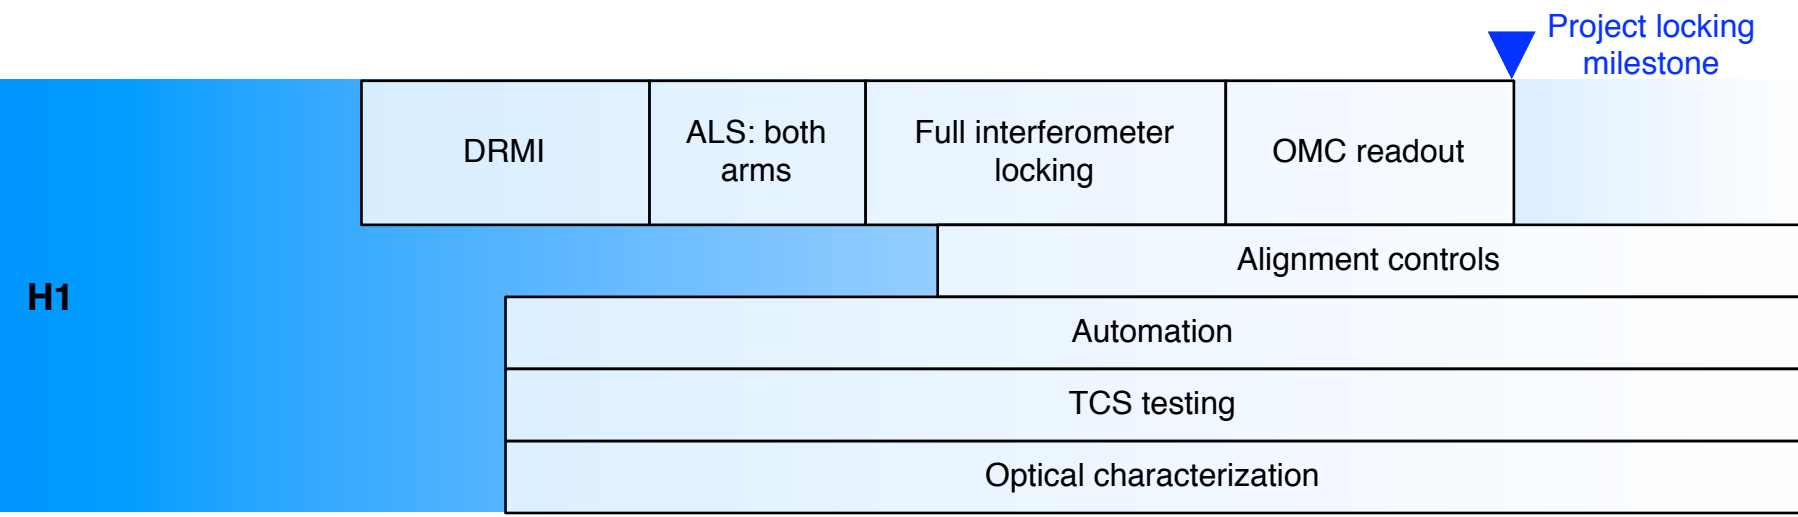 Project locking
milestone
DRMI
ALS: both
arms
Full interferometer
locking
OMC readout
Alignment controls
H1
Automation
TCS testing
Optical characterization